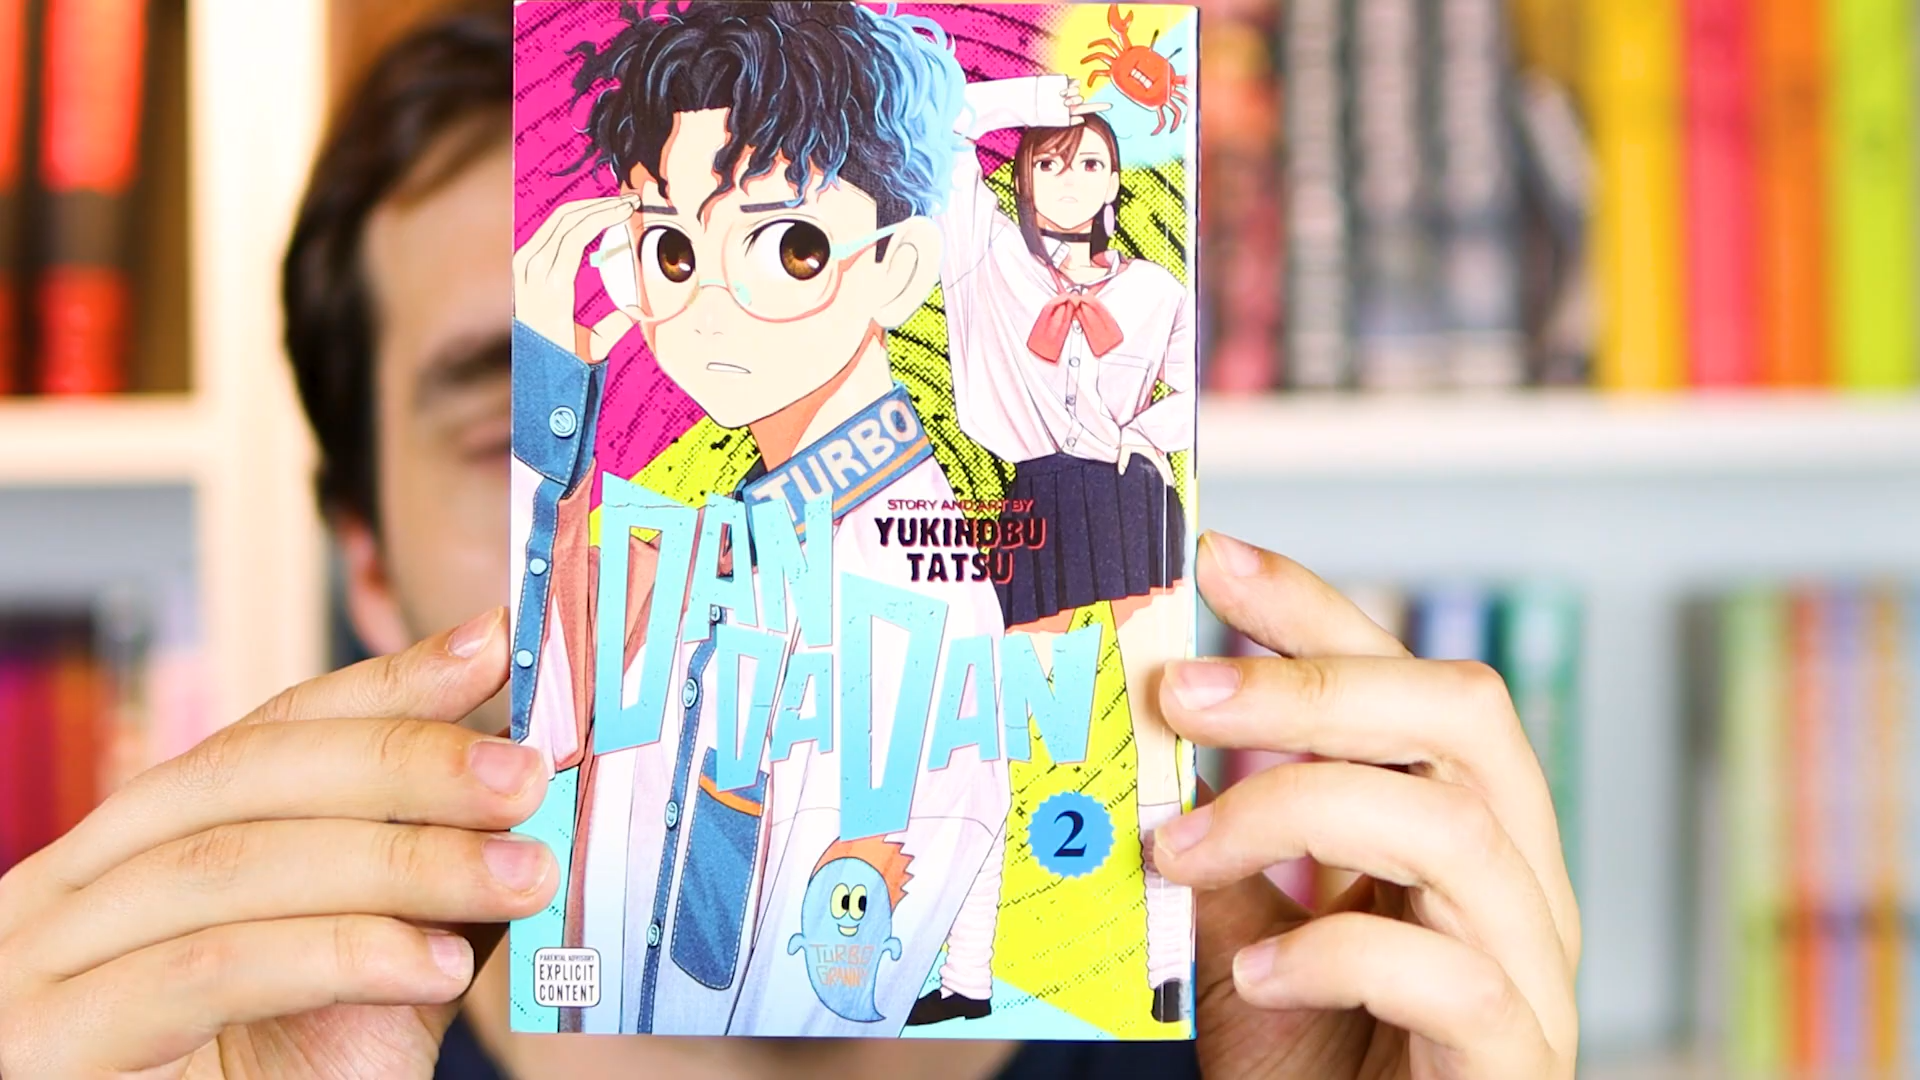 TURBO
STORY AND ART BY
YUKINOBU
TATSU
DAN
DA
DAN
2
TURBO
GRANNY
PARENTAL ADVISORY
EXPLICIT
CONTENT